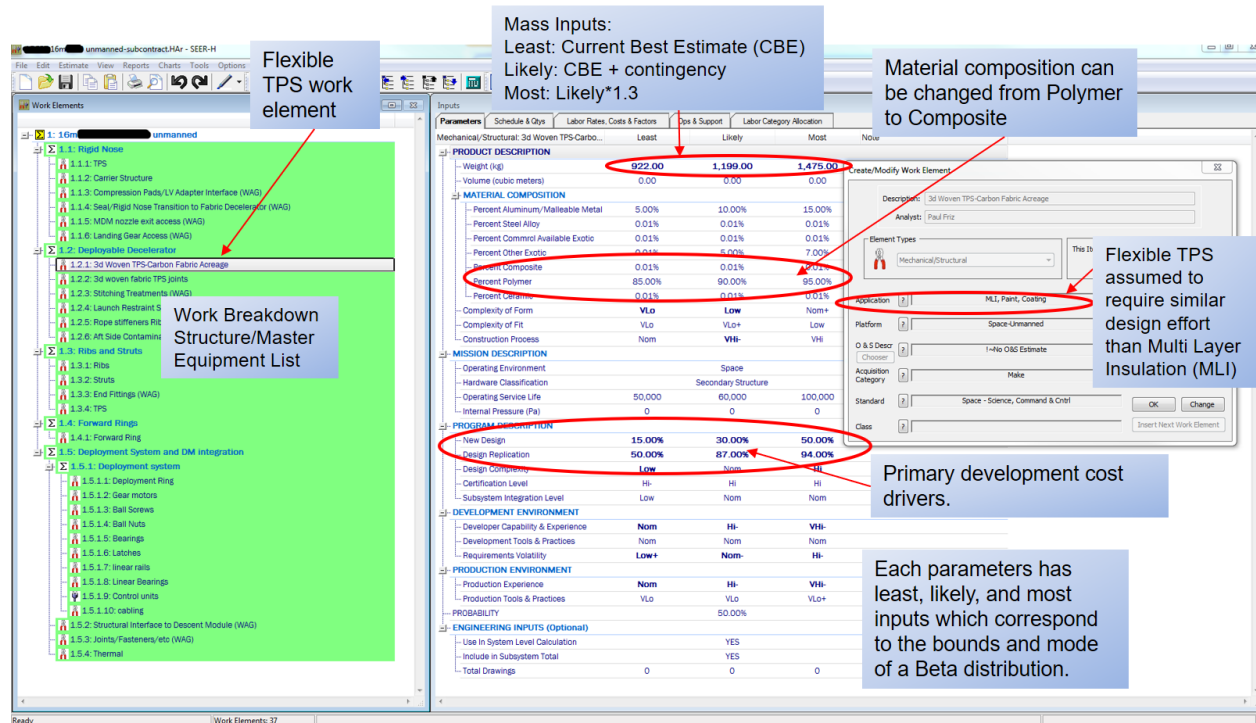 Mass Inputs:
Least: Current Best Estimate (CBE)
Likely: CBE + contingency
Most: Likely*1.3
16m unmanned-subcontract.HAr - SEER-H
File Edit Estimate View Reports Charts Tools Options
Flexible
TPS work
element
Material composition can
be changed from Polymer
to Composite
Work Elements
1: 16m unmanned
1.1: Rigid Nose
1.1.1: TPS
1.1.2: Carrier Structure
1.1.3: Compression Pads/LV Adapter Interface (WAG)
1.1.4: Seal/Rigid Nose Transition to Fabric Decelerator (WAG)
1.1.5: MDM nozzle exit access (WAG)
1.1.6: Landing Gear Access (WAG)
1.2: Deployable Decelerator
1.2.1: 3d Woven TPS-Carbon Fabric Acreage
1.2.2: 3d woven fabric TPS joints
1.2.3: Stitching Treatments (WAG)
1.2.4: Launch Restraint S
1.2.5: Rope stiffeners Rib
1.2.6: Aft Side Contamina
Work Breakdown
Structure/Master
Equipment List
1.3: Ribs and Struts
1.3.1: Ribs
1.3.2: Struts
1.3.3: End Fittings (WAG)
1.3.4: TPS
1.4: Forward Rings
1.4.1: Forward Ring
1.5: Deployment System and DM integration
1.5.1: Deployment system
1.5.1.1: Deployment Ring
1.5.1.2: Gear motors
1.5.1.3: Ball Screws
1.5.1.4: Ball Nuts
1.5.1.5: Bearings
1.5.1.6: Latches
1.5.1.7: linear rails
1.5.1.8: Linear Bearings
1.5.1.9: Control units
1.5.1.10: cabling
1.5.2: Structural Interface to Descent Module (WAG)
1.5.3: Joints/Fasteners/etc (WAG)
1.5.4: Thermal
Inputs
Parameters Schedule & Qtys Labor Rates, Costs & Factors Ops & Support Labor Category Allocation
Mechanical/Structural: 3d Woven TPS-Carbo... Least Likely Most Note
PRODUCT DESCRIPTION
Weight (kg) 922.00 1,199.00 1,475.00
Volume (cubic meters) 0.00 0.00 0.00
MATERIAL COMPOSITION
Percent Aluminum/Malleable Metal 5.00% 10.00% 15.00%
Percent Steel Alloy 0.01% 0.01% 0.01%
Percent Commrcl Available Exotic 0.01% 0.01% 0.01%
Percent Other Exotic 0.01% 5.00% 7.00%
Percent Composite 0.01% 0.01% 0.01%
Percent Polymer 85.00% 90.00% 95.00%
Percent Ceramic 0.01% 0.01% 0.01%
Complexity of Form VLo Low Nom+
Complexity of Fit VLo VLo+ Low
Construction Process Nom VHi- VHi
MISSION DESCRIPTION
Operating Environment Space
Hardware Classification Secondary Structure
Operating Service Life 50,000 60,000 100,000
Internal Pressure (Pa) 0 0 0
PROGRAM DESCRIPTION
New Design 15.00% 30.00% 50.00%
Design Replication 50.00% 87.00% 94.00%
Design Complexity Low Nom Hi
Certification Level Hi- Hi Hi
Subsystem Integration Level Low Nom Nom
DEVELOPMENT ENVIRONMENT
Developer Capability & Experience Nom Hi- VHi-
Development Tools & Practices Nom Nom Nom
Requirements Volatility Low+ Nom- Hi-
PRODUCTION ENVIRONMENT
Production Experience Nom Hi- VHi-
Production Tools & Practices VLo VLo VLo+
PROBABILITY 50.00%
ENGINEERING INPUTS (Optional)
Use In System Level Calculation YES
Include in Subsystem Total YES
Total Drawings 0 0 0
Create/Modify Work Element
Description: 3d Woven TPS-Carbon Fabric Acreage
Analyst: Paul Friz
Element Types
Mechanical/Structural
This It
Application ? MLI, Paint, Coating
Platform ? Space-Unmanned
O & S Descr ? !~No O&S Estimate
Chooser
Acquisition
Category ? Make
Standard ? Space - Science, Command & Cntrl
OK Change
Class ?
Insert Next Work Element
Flexible TPS
assumed to
require similar
design effort
than Multi Layer
Insulation (MLI)
Primary development cost
drivers.
Each parameters has
least, likely, and most
inputs which correspond
to the bounds and mode
of a Beta distribution.
Ready Work Elements: 37